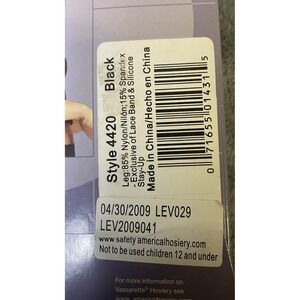 Style 4420 Black
Leg:85% Nylon/Nilón;15% Spandex
- Exclusive of Lace Band & Silicone
Stay-Up
Made in China/Hecho en China
0 71655 01431 5
04/30/2009 LEV029
LEV2009041
www.safety americalhosiery.com
Not to be used children 12 and under
For more information on
Vassarette® Hosiery see